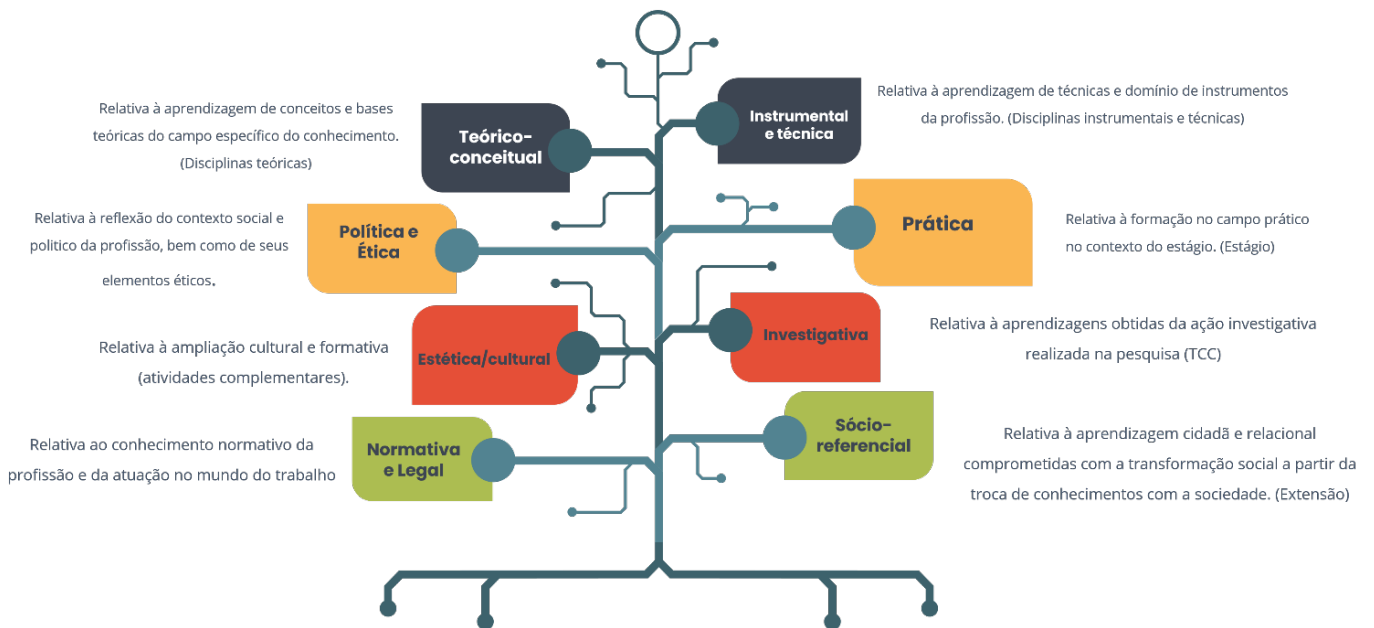 Relativa à aprendizagem de conceitos e bases
teóricas do campo específico do conhecimento.
(Disciplinas teóricas)
Teórico-
conceitual
Instrumental
e técnica
Relativa à aprendizagem de técnicas e domínio de instrumentos
da profissão. (Disciplinas instrumentais e técnicas)
Relativa à reflexão do contexto social e
politico da profissão, bem como de seus
elementos éticos.
Política e
Ética
Prática
Relativa à formação no campo prático
no contexto do estágio. (Estágio)
Relativa à ampliação cultural e formativa
(atividades complementares).
Estética/cultural
Investigativa
Relativa à aprendizagens obtidas da ação investigativa
realizada na pesquisa (TCC)
Relativa ao conhecimento normativo da
profissão e da atuação no mundo do trabalho
Normativa
e Legal
Sócio-
referencial
Relativa à aprendizagem cidadã e relacional
comprometidas com a transformação social a partir da
troca de conhecimentos com a sociedade. (Extensão)